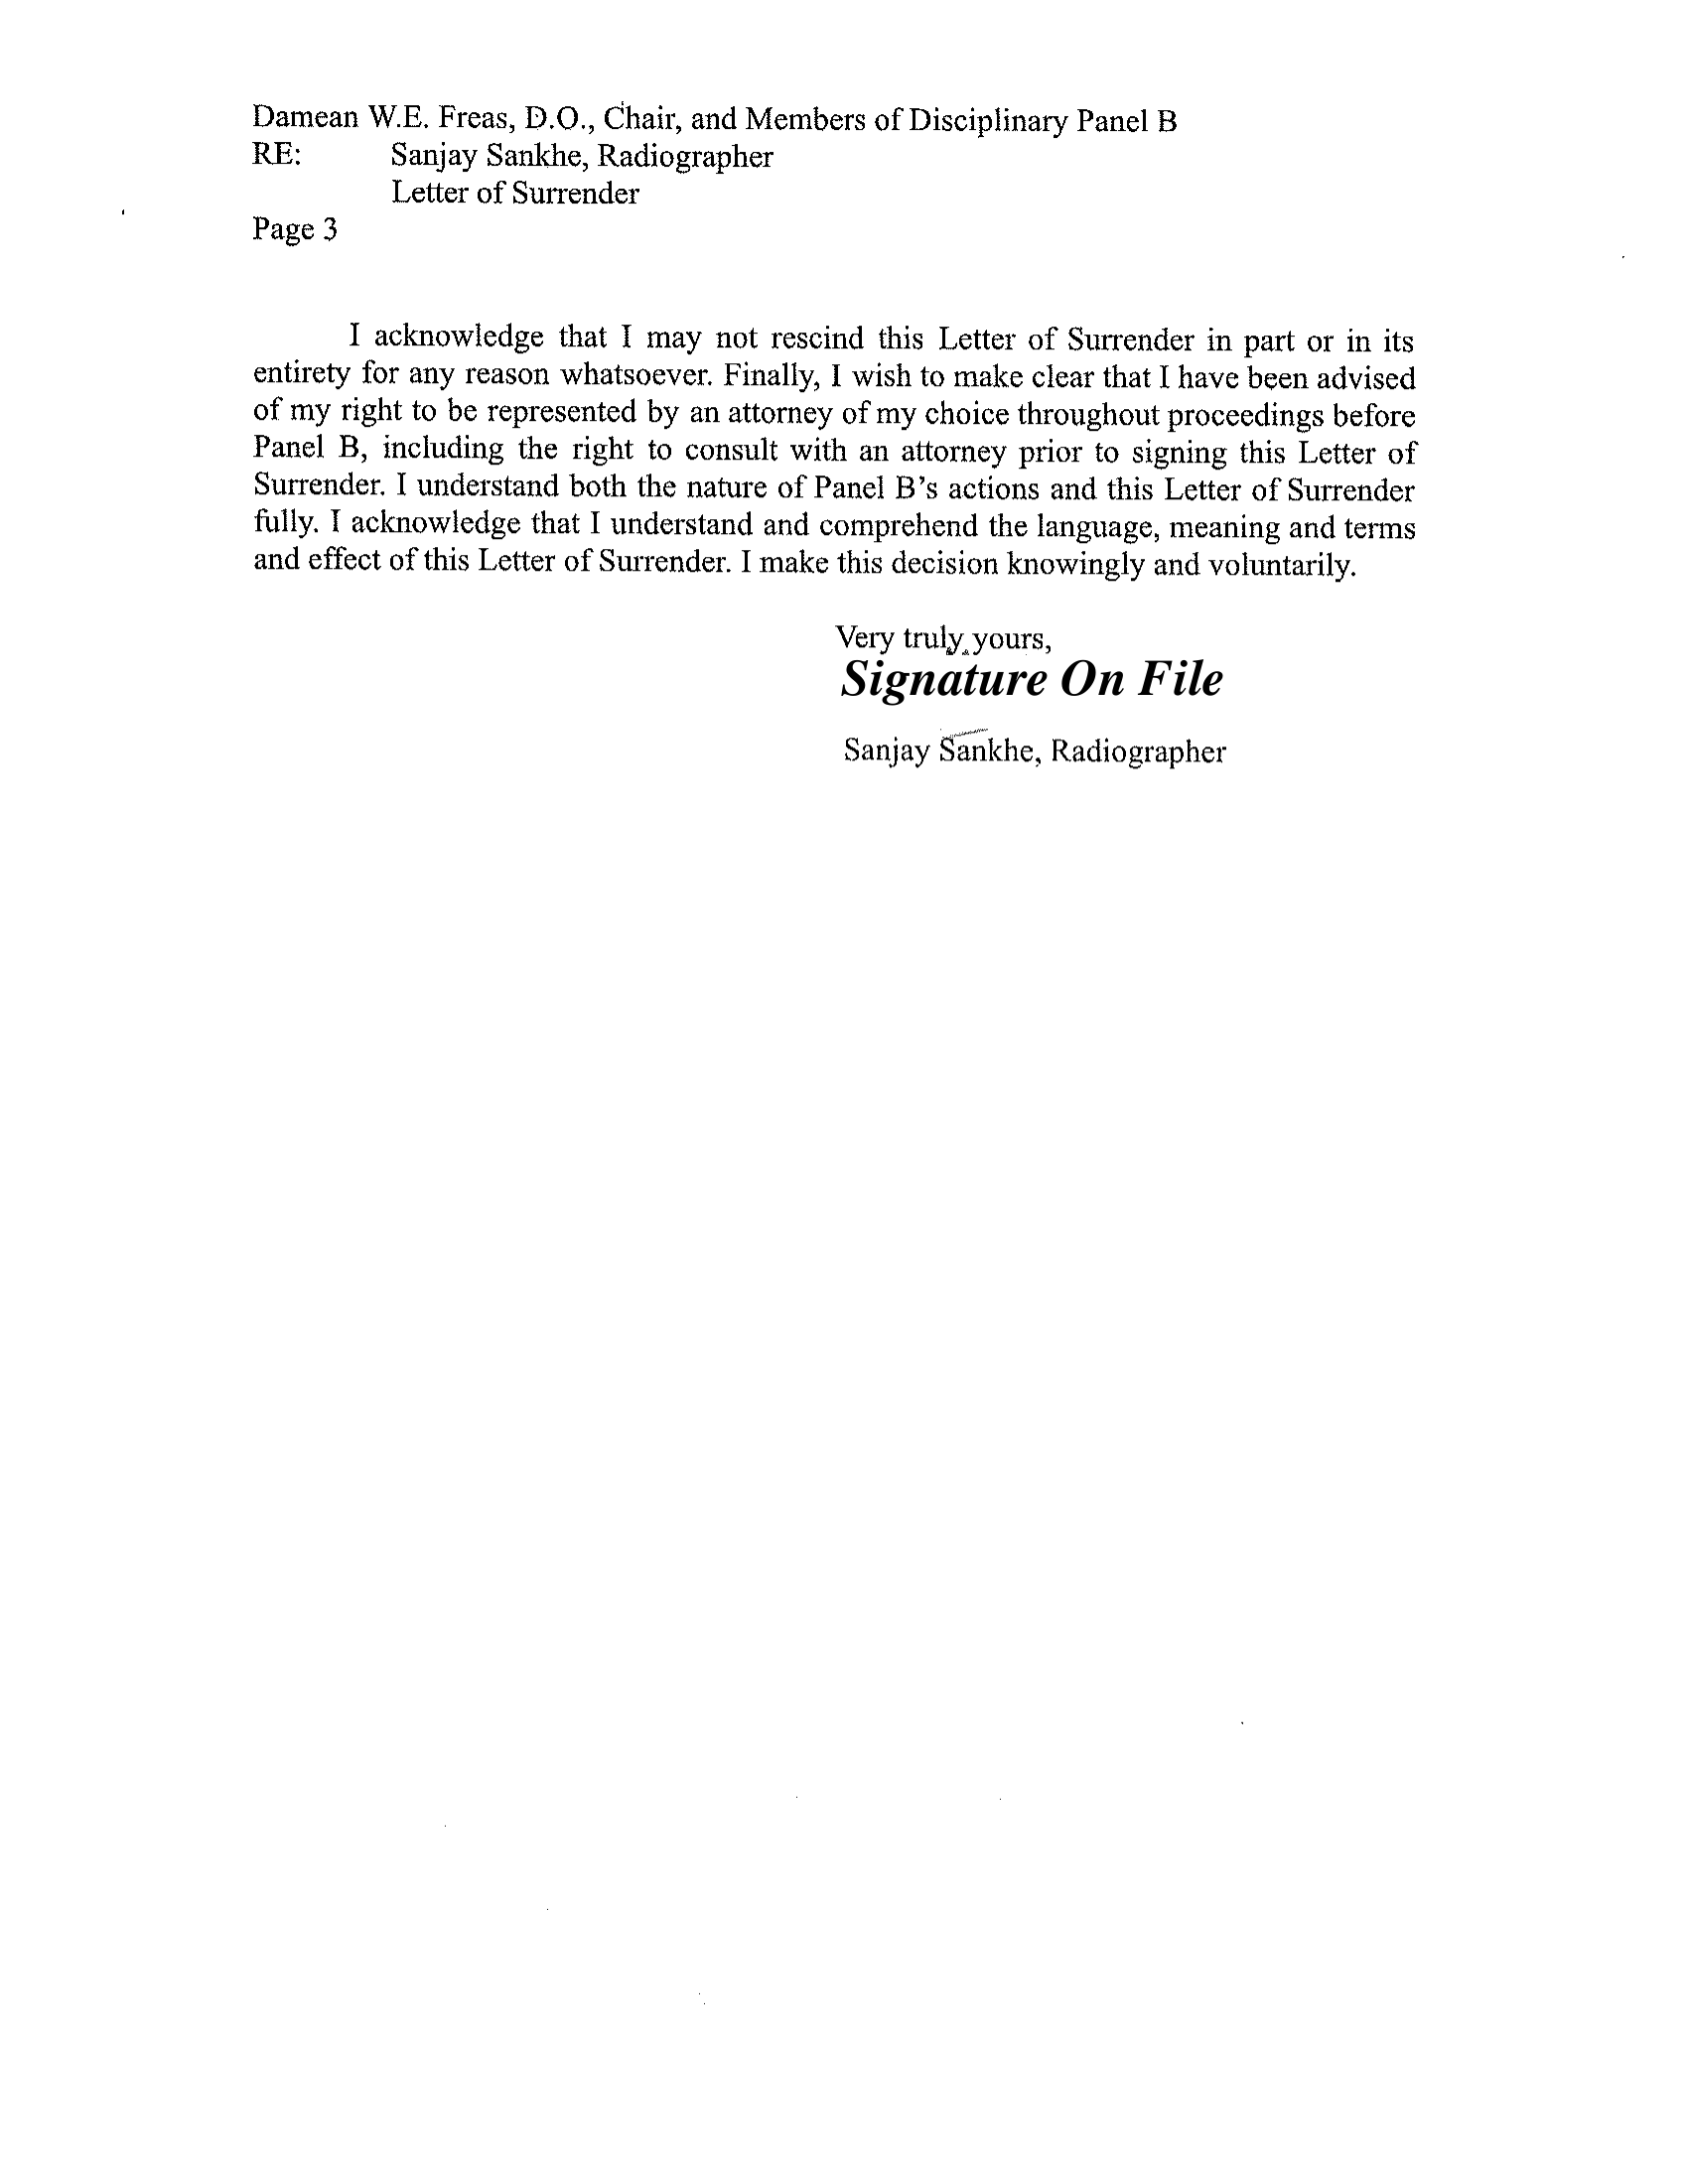 Damean W.E. Freas, D.O., Chair, and Members of Disciplinary Panel B
RE: Sanjay Sankhe, Radiographer
Letter of Surrender
Page 3
I acknowledge that I may not rescind this Letter of Surrender in part or in its
entirety for any reason whatsoever. Finally, I wish to make clear that I have been advised
of my right to be represented by an attorney of my choice throughout proceedings before
Panel B, including the right to consult with an attorney prior to signing this Letter of
Surrender. I understand both the nature of Panel B's actions and this Letter of Surrender
fully. I acknowledge that I understand and comprehend the language, meaning and terms
and effect of this Letter of Surrender. I make this decision knowingly and voluntarily.
Very truly yours,
Signature On File
Sanjay Sankhe, Radiographer